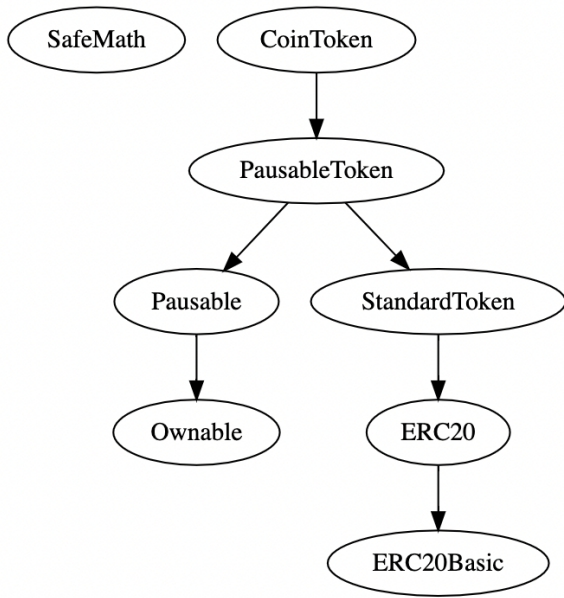 SafeMath
CoinToken
PausableToken
Pausable
StandardToken
Ownable
ERC20
ERC20Basic